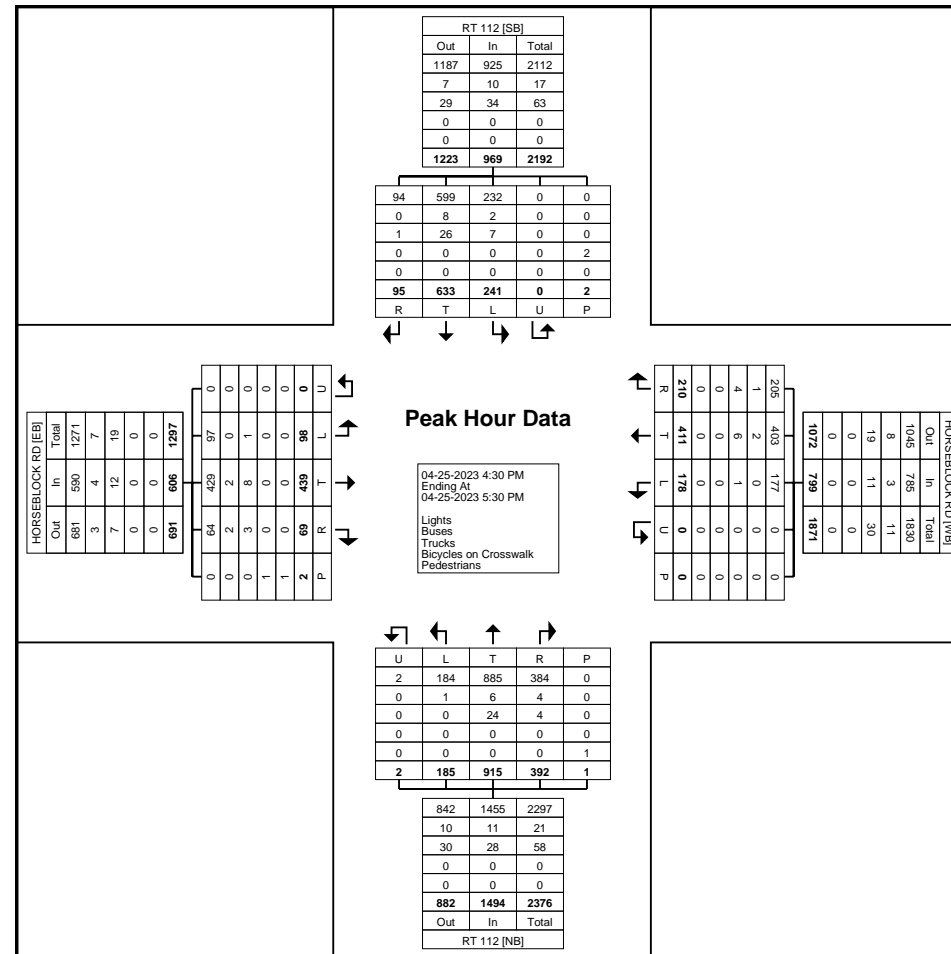 RT 112 [SB]
Out In Total
1187 925 2112
7 10 17
29 34 63
0 0 0
0 0 0
1223 969 2192
94 599 232 0 0
0 8 2 0 0
1 26 7 0 0
0 0 0 0 2
0 0 0 0 0
95 633 241 0 2
R T L U P
HORSEBLOCK RD [EB]
Total In Out
1271 590 681
7 4 3
19 12 7
0 0 0
0 0 0
1297 606 691
0 97 429 64 0
0 0 2 2 0
0 1 8 3 0
0 0 0 0 1
0 0 0 0 1
0 98 439 69 2
U L T R P
Peak Hour Data
04-25-2023 4:30 PM
Ending At
04-25-2023 5:30 PM
Lights
Buses
Trucks
Bicycles on Crosswalk
Pedestrians
HORSEBLOCK RD [WB]
Out In Total
1045 785 1830
8 3 11
19 11 30
0 0 0
0 0 0
1072 799 1871
205 403 177 0 0
1 2 0 0 0
4 6 1 0 0
0 0 0 0 0
0 0 0 0 0
210 411 178 0 0
R T L U P
U L T R P
2 184 885 384 0
0 1 6 4 0
0 0 24 4 0
0 0 0 0 0
0 0 0 0 1
2 185 915 392 1
842 1455 2297
10 11 21
30 28 58
0 0 0
0 0 0
882 1494 2376
Out In Total
RT 112 [NB]